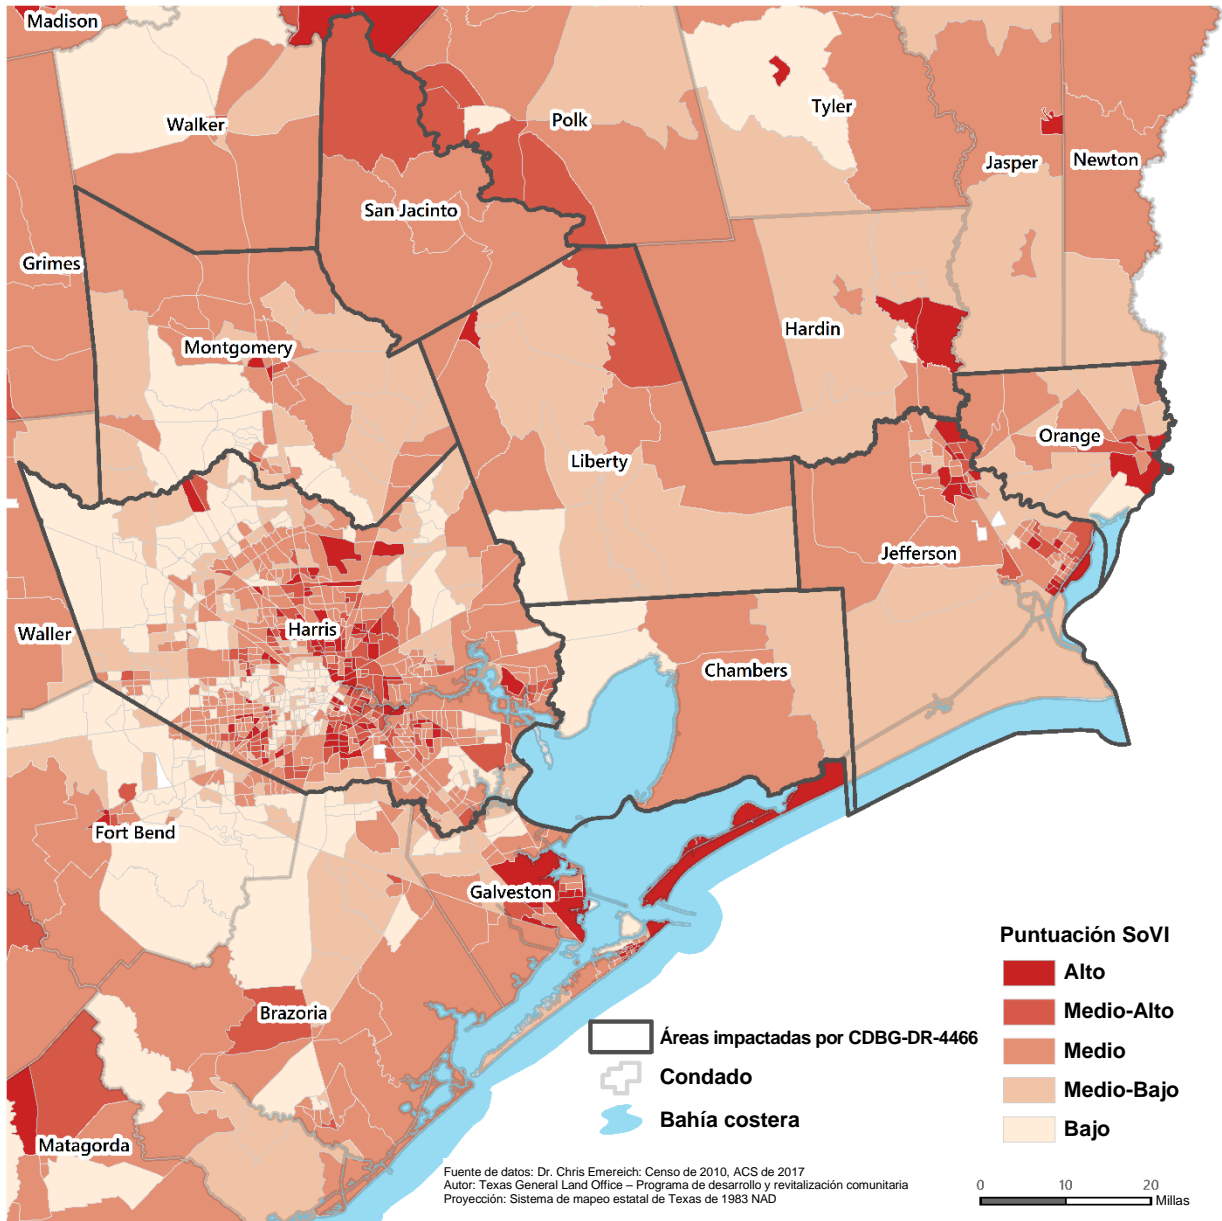 Madison
Walker
Polk
Tyler
Jasper
Newton
San Jacinto
Grimes
Montgomery
Hardin
Liberty
Orange
Jefferson
Waller
Harris
Chambers
Fort Bend
Galveston
Brazoria
Matagorda
Puntuación SoVI
Alto
Medio-Alto
Medio
Medio-Bajo
Bajo
Áreas impactadas por CDBG-DR-4466
Condado
Bahía costera
Fuente de datos: Dr. Chris Emereich: Censo de 2010, ACS de 2017
Autor: Texas General Land Office – Programa de desarrollo y revitalización comunitaria
Proyección: Sistema de mapeo estatal de Texas de 1983 NAD
0 10 20
Millas